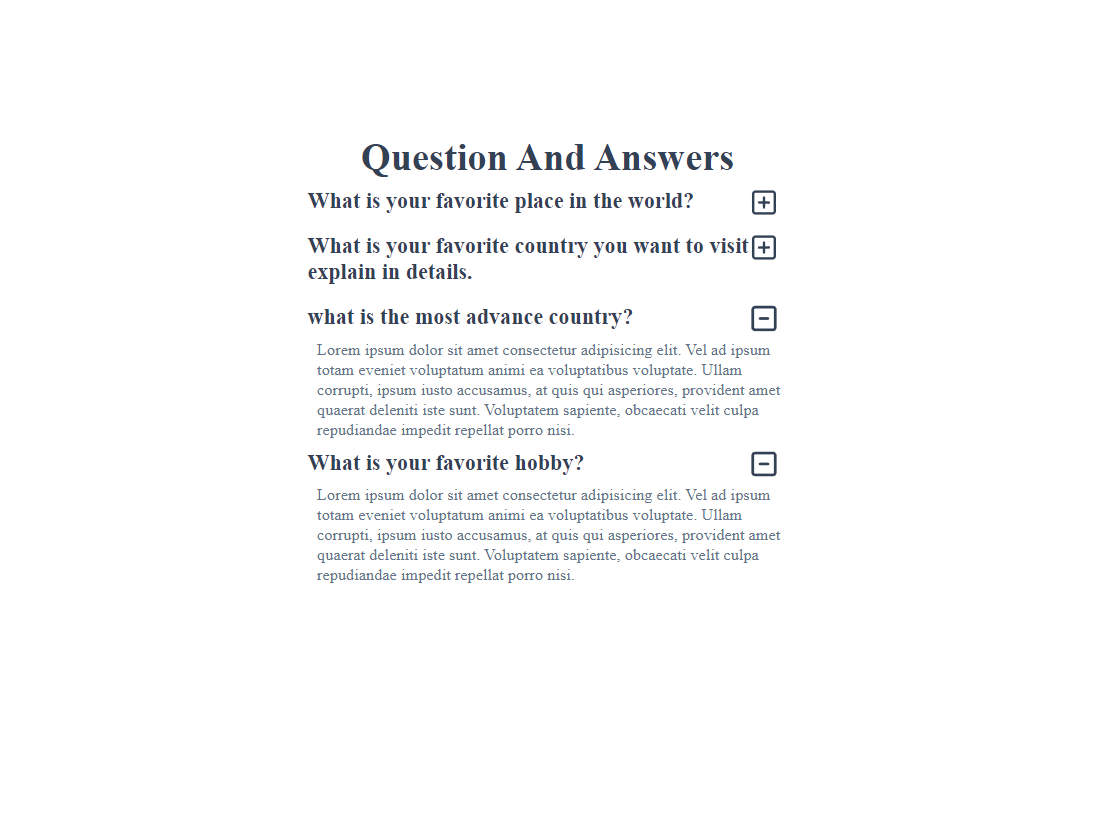 Question And Answers
What is your favorite place in the world?
What is your favorite country you want to visit
explain in details.
what is the most advance country?
Lorem ipsum dolor sit amet consectetur adipisicing elit. Vel ad ipsum
totam eveniet voluptatum animi ea voluptatibus voluptate. Ullam
corrupti, ipsum iusto accusamus, at quis qui asperiores, provident amet
quaerat deleniti iste sunt. Voluptatem sapiente, obcaecati velit culpa
repudiandae impedit repellat porro nisi.
What is your favorite hobby?
Lorem ipsum dolor sit amet consectetur adipisicing elit. Vel ad ipsum
totam eveniet voluptatum animi ea voluptatibus voluptate. Ullam
corrupti, ipsum iusto accusamus, at quis qui asperiores, provident amet
quaerat deleniti iste sunt. Voluptatem sapiente, obcaecati velit culpa
repudiandae impedit repellat porro nisi.